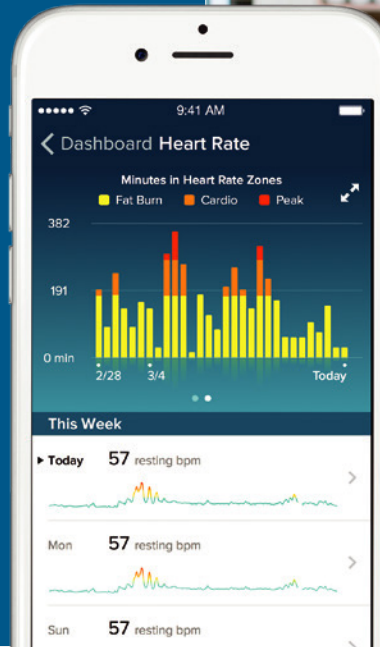 9:41 AM
Dashboard Heart Rate
Minutes in Heart Rate Zones
Fat Burn Cardio Peak
382
191
0 min
2/28 3/4 Today
This Week
Today 57 resting bpm
Mon 57 resting bpm
Sun 57 resting bpm